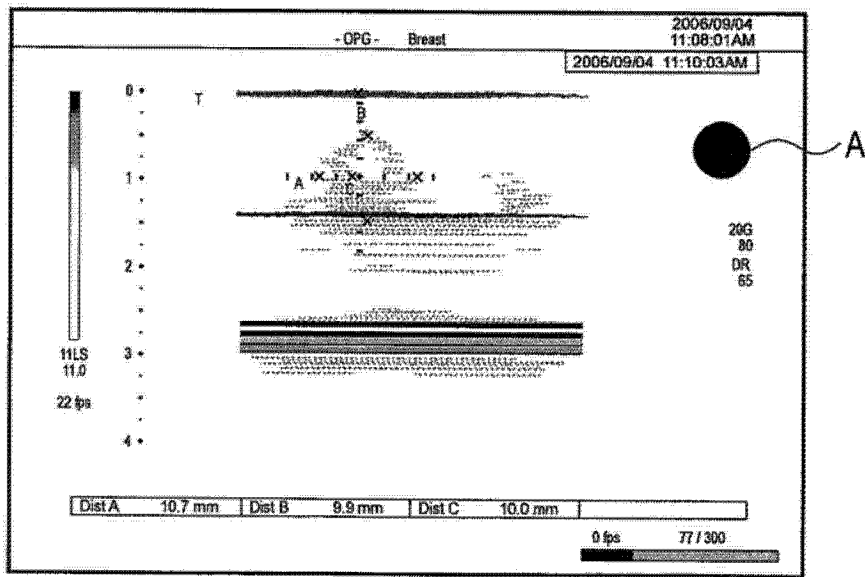 2006/09/04
- OPG - Breast 11:08:01AM
2006/09/04 11:10:03AM
0
T
B
A
A
C
1
20G
80
2
DR
65
3
11LS
11.0
22 fps
4
Dist A 10.7 mm Dist B 9.9 mm Dist C 10.0 mm
0 fps 77 / 300